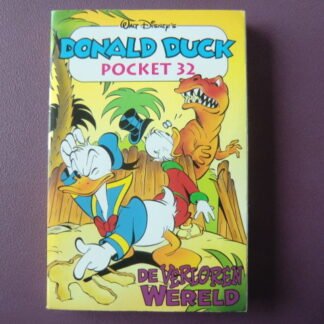 WALT DISNEY'S
DONALD DUCK
POCKET 32
DE VERLOREN
WERELD